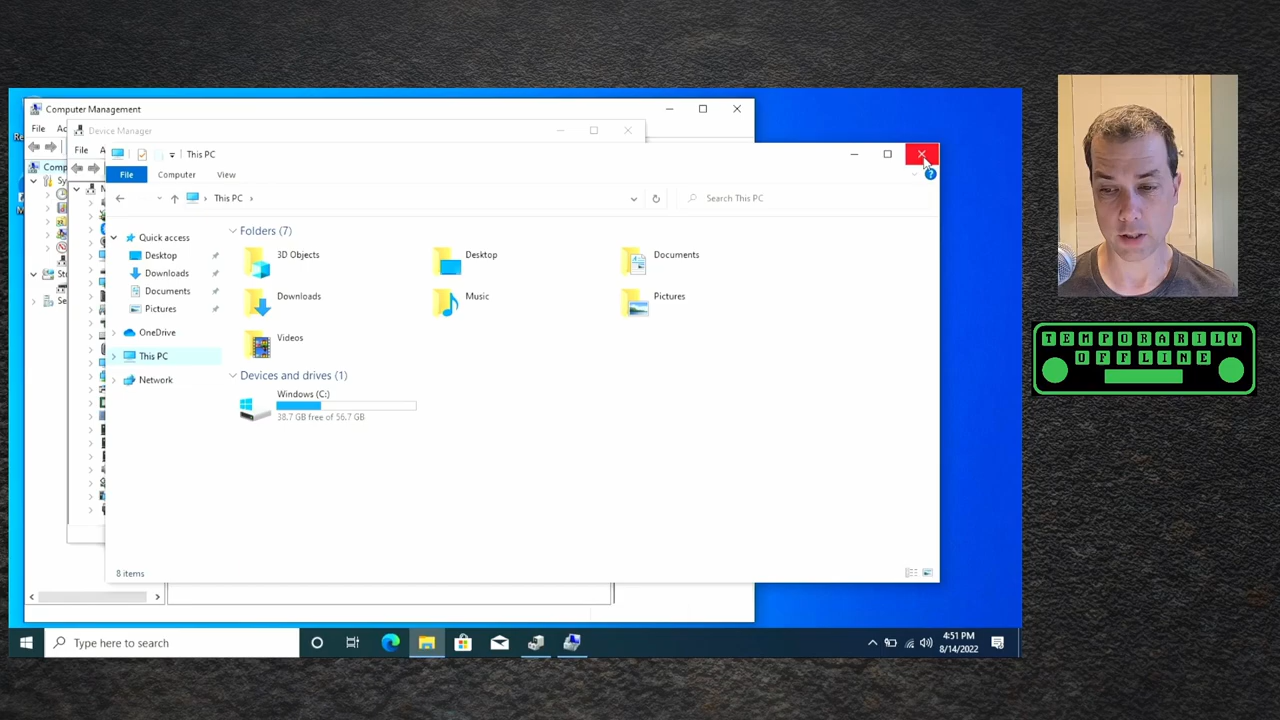 Computer Management
File
Device Manager
File
This PC
File
Computer
View
This PC
Search This PC
Quick access
Desktop
Downloads
Documents
Pictures
OneDrive
This PC
Network
Folders (7)
3D Objects
Desktop
Documents
Downloads
Music
Pictures
Videos
Devices and drives (1)
Windows (C:)
38.7 GB free of 56.7 GB
8 items
Type here to search
4:51 PM
8/14/2022
TEMPORARILY
OFFLINE